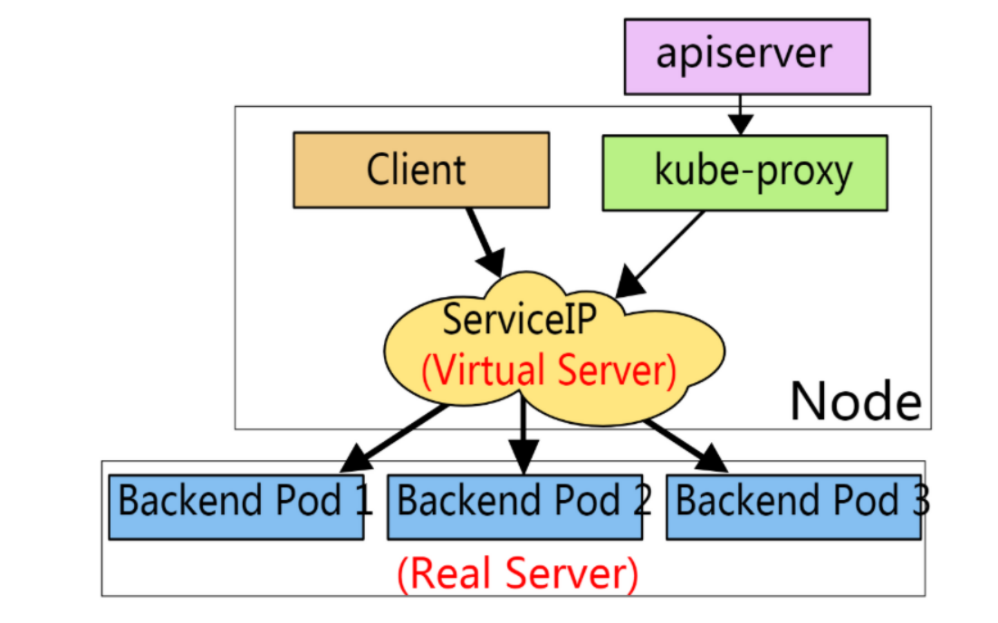 apiserver
Client
kube-proxy
ServiceIP
(Virtual Server)
Node
Backend Pod 1
Backend Pod 2
Backend Pod 3
(Real Server)